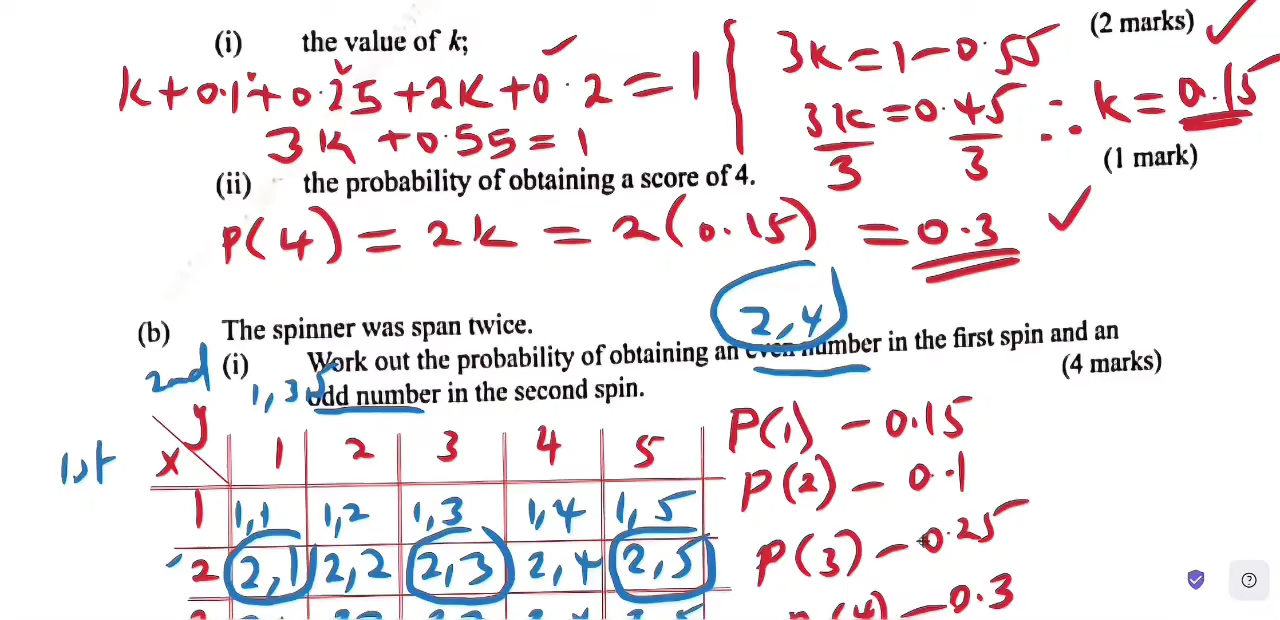 (i) the value of k; (2 marks)
k+0.1+0.25+2k+0.2=1
3k+0.55=1
3k=1-0.55
3k=0.45 ∴ k=0.15
3 3
(1 mark)
(ii) the probability of obtaining a score of 4.
P(4) = 2k = 2(0.15) = 0.3
2,4
(b) The spinner was span twice.
(i) Work out the probability of obtaining an even number in the first spin and an
odd number in the second spin. (4 marks)
2nd
1,3,5
1st
x y 1 2 3 4 5
1 1,1 1,2 1,3 1,4 1,5
2 2,1 2,2 2,3 2,4 2,5
P(1) - 0.15
P(2) - 0.1
P(3) - 0.25
P(4) - 0.3